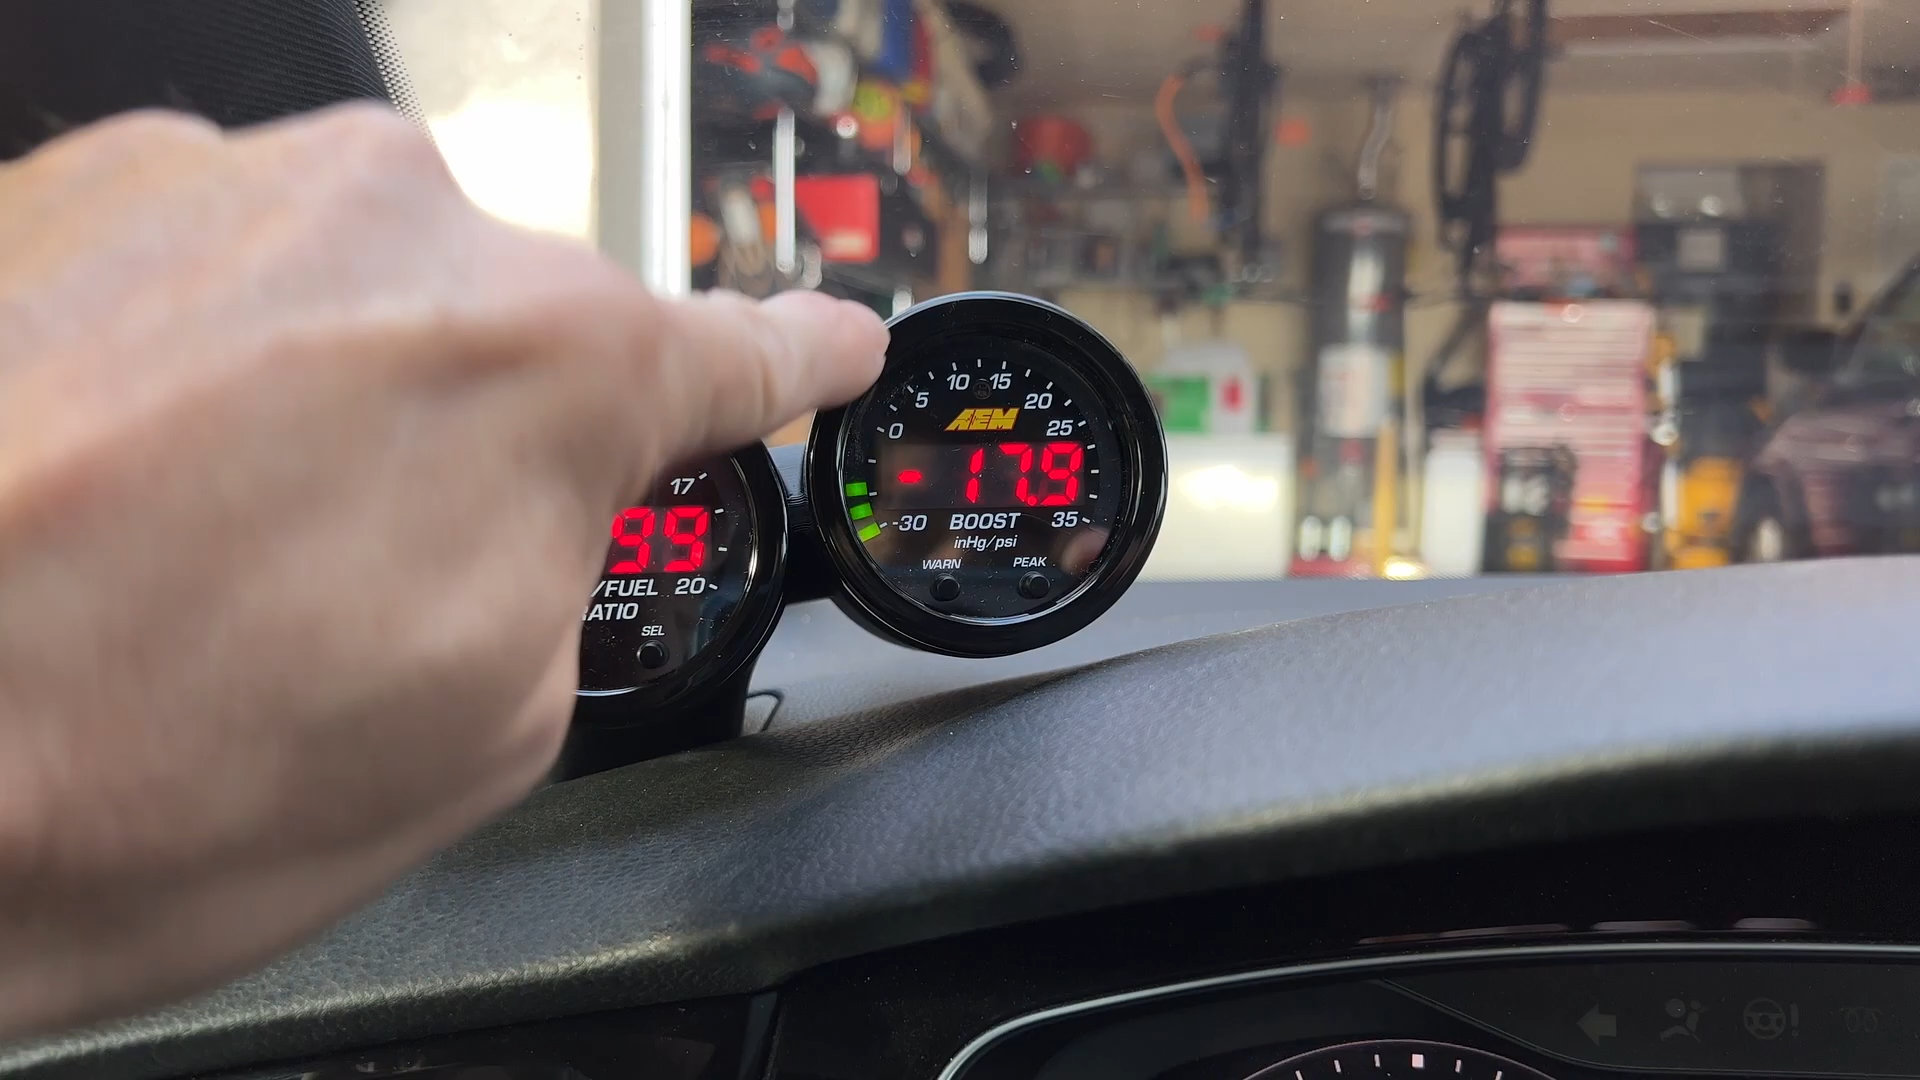 10 15
5 20
AEM
0 25
-17.9
-30 BOOST 35
inHg/psi
WARN PEAK
17
99
/FUEL 20
RATIO
SEL